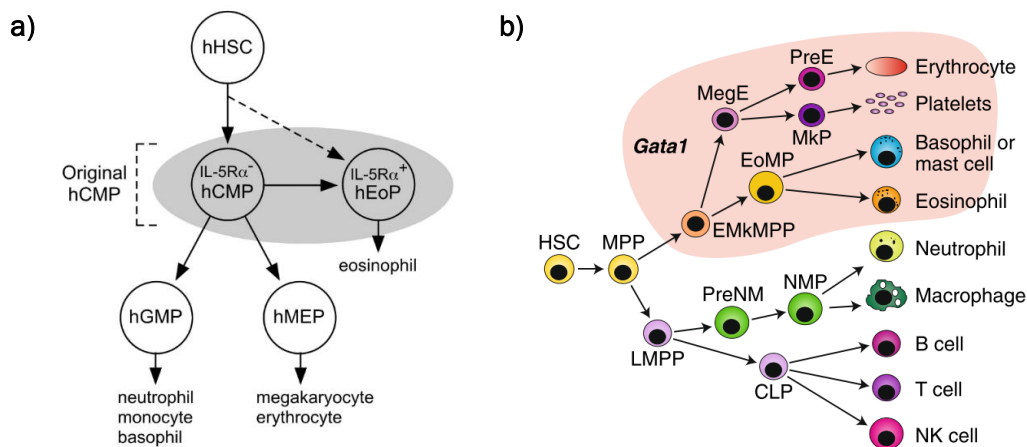 a)
hHSC
Original
hCMP
IL-5Rα-
hCMP
IL-5Rα+
hEoP
eosinophil
hGMP
hMEP
neutrophil
monocyte
basophil
megakaryocyte
erythrocyte
b)
PreE
Erythrocyte
MegE
Platelets
MkP
Gata1
EoMP
Basophil or
mast cell
Eosinophil
EMkMPP
HSC
MPP
Neutrophil
PreNM
NMP
Macrophage
LMPP
B cell
CLP
T cell
NK cell